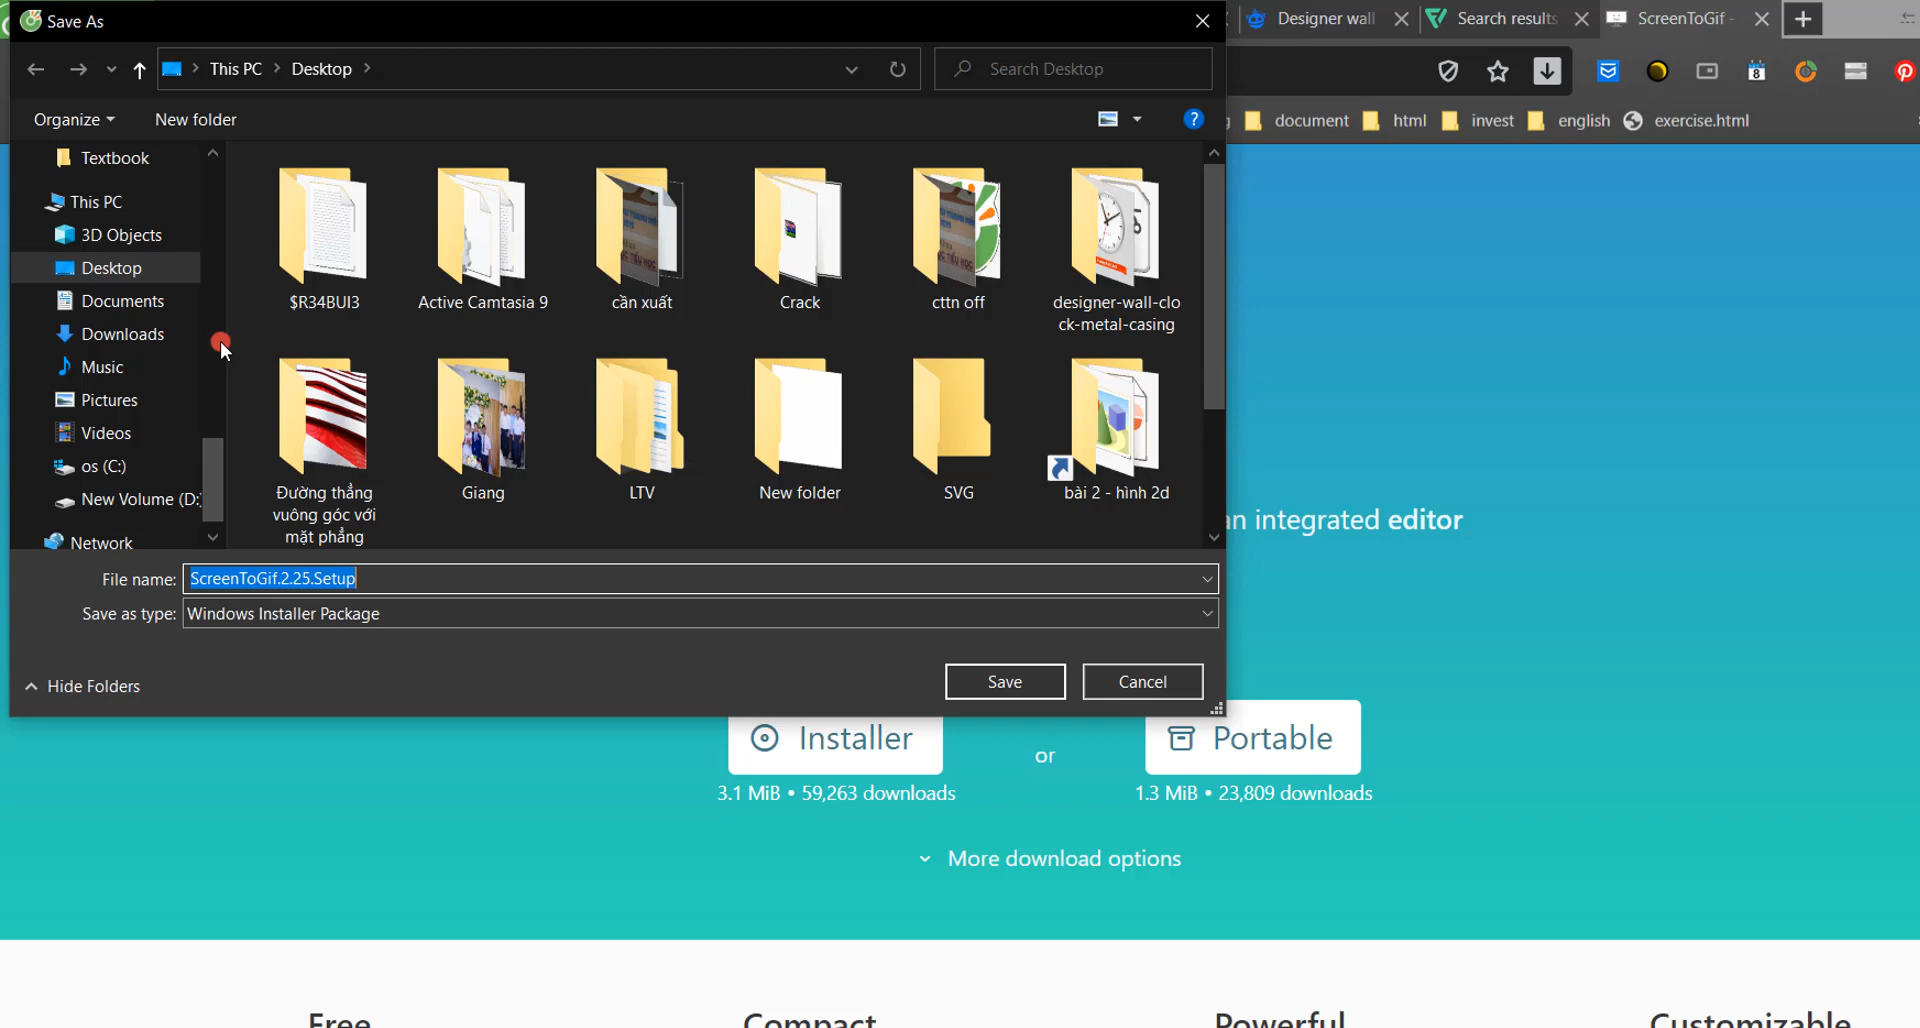 Save As
Designer wall
Search results
ScreenToGif -
This PC
Desktop
Search Desktop
8
Organize
New folder
?
document
html
invest
english
exercise.html
Textbook
This PC
3D Objects
Desktop
Documents
Downloads
Music
Pictures
Videos
os (C:)
New Volume (D:)
Network
$R34BUI3
Active Camtasia 9
cần xuất
Crack
cttn off
designer-wall-clo
ck-metal-casing
Đường thẳng
vuông góc với
mặt phẳng
Giang
LTV
New folder
SVG
bài 2 - hình 2d
an integrated editor
File name: ScreenToGif.2.25.Setup
Save as type: Windows Installer Package
Hide Folders
Save
Cancel
Installer
or
Portable
3.1 MiB • 59,263 downloads
1.3 MiB • 23,809 downloads
More download options
Free
Compact
Powerful
Customizable